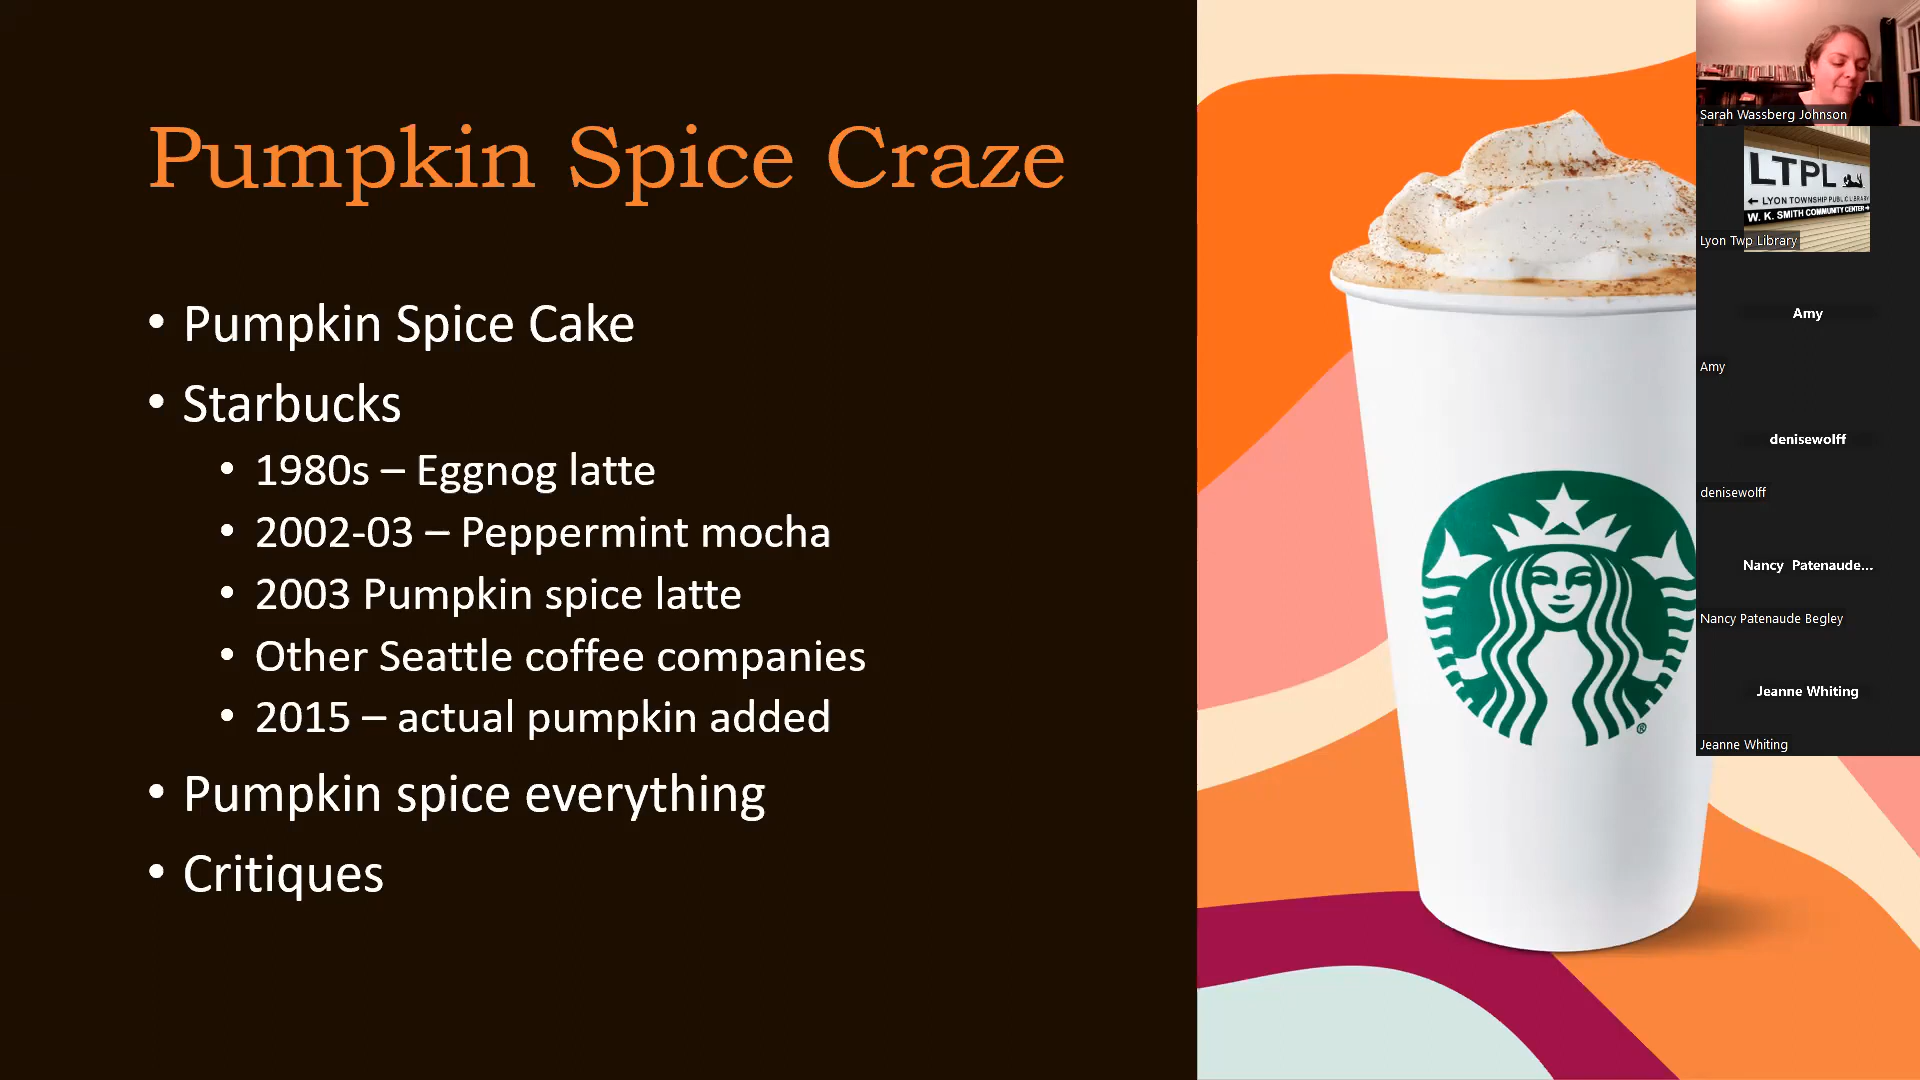 Pumpkin Spice Craze
• Pumpkin Spice Cake
• Starbucks
• 1980s – Eggnog latte
• 2002-03 – Peppermint mocha
• 2003 Pumpkin spice latte
• Other Seattle coffee companies
• 2015 – actual pumpkin added
• Pumpkin spice everything
• Critiques
®
Sarah Wassberg Johnson
LTPL
← LYON TOWNSHIP PUBLIC LIBRARY
W. K. SMITH COMMUNITY CENTER→
Lyon Twp Library
Amy
Amy
denisewolff
denisewolff
Nancy Patenaude...
Nancy Patenaude Begley
Jeanne Whiting
Jeanne Whiting